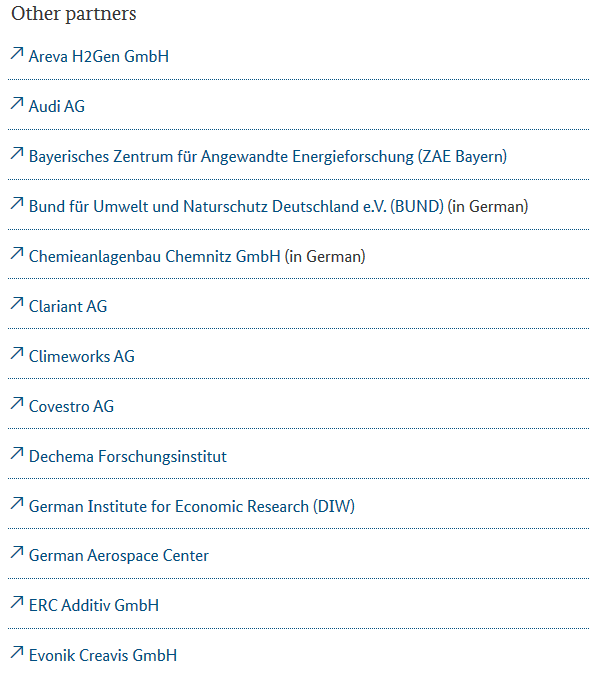 Other partners
Areva H2Gen GmbH
Audi AG
Bayerisches Zentrum für Angewandte Energieforschung (ZAE Bayern)
Bund für Umwelt und Naturschutz Deutschland e.V. (BUND) (in German)
Chemieanlagenbau Chemnitz GmbH (in German)
Clariant AG
Climeworks AG
Covestro AG
Dechema Forschungsinstitut
German Institute for Economic Research (DIW)
German Aerospace Center
ERC Additiv GmbH
Evonik Creavis GmbH